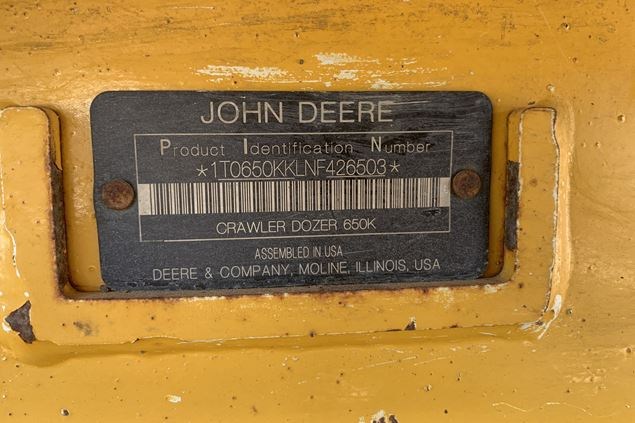 JOHN DEERE
Product Identification Number
*1T0650KKLNF426503*
CRAWLER DOZER 650K
ASSEMBLED IN USA
DEERE & COMPANY, MOLINE, ILLINOIS, USA